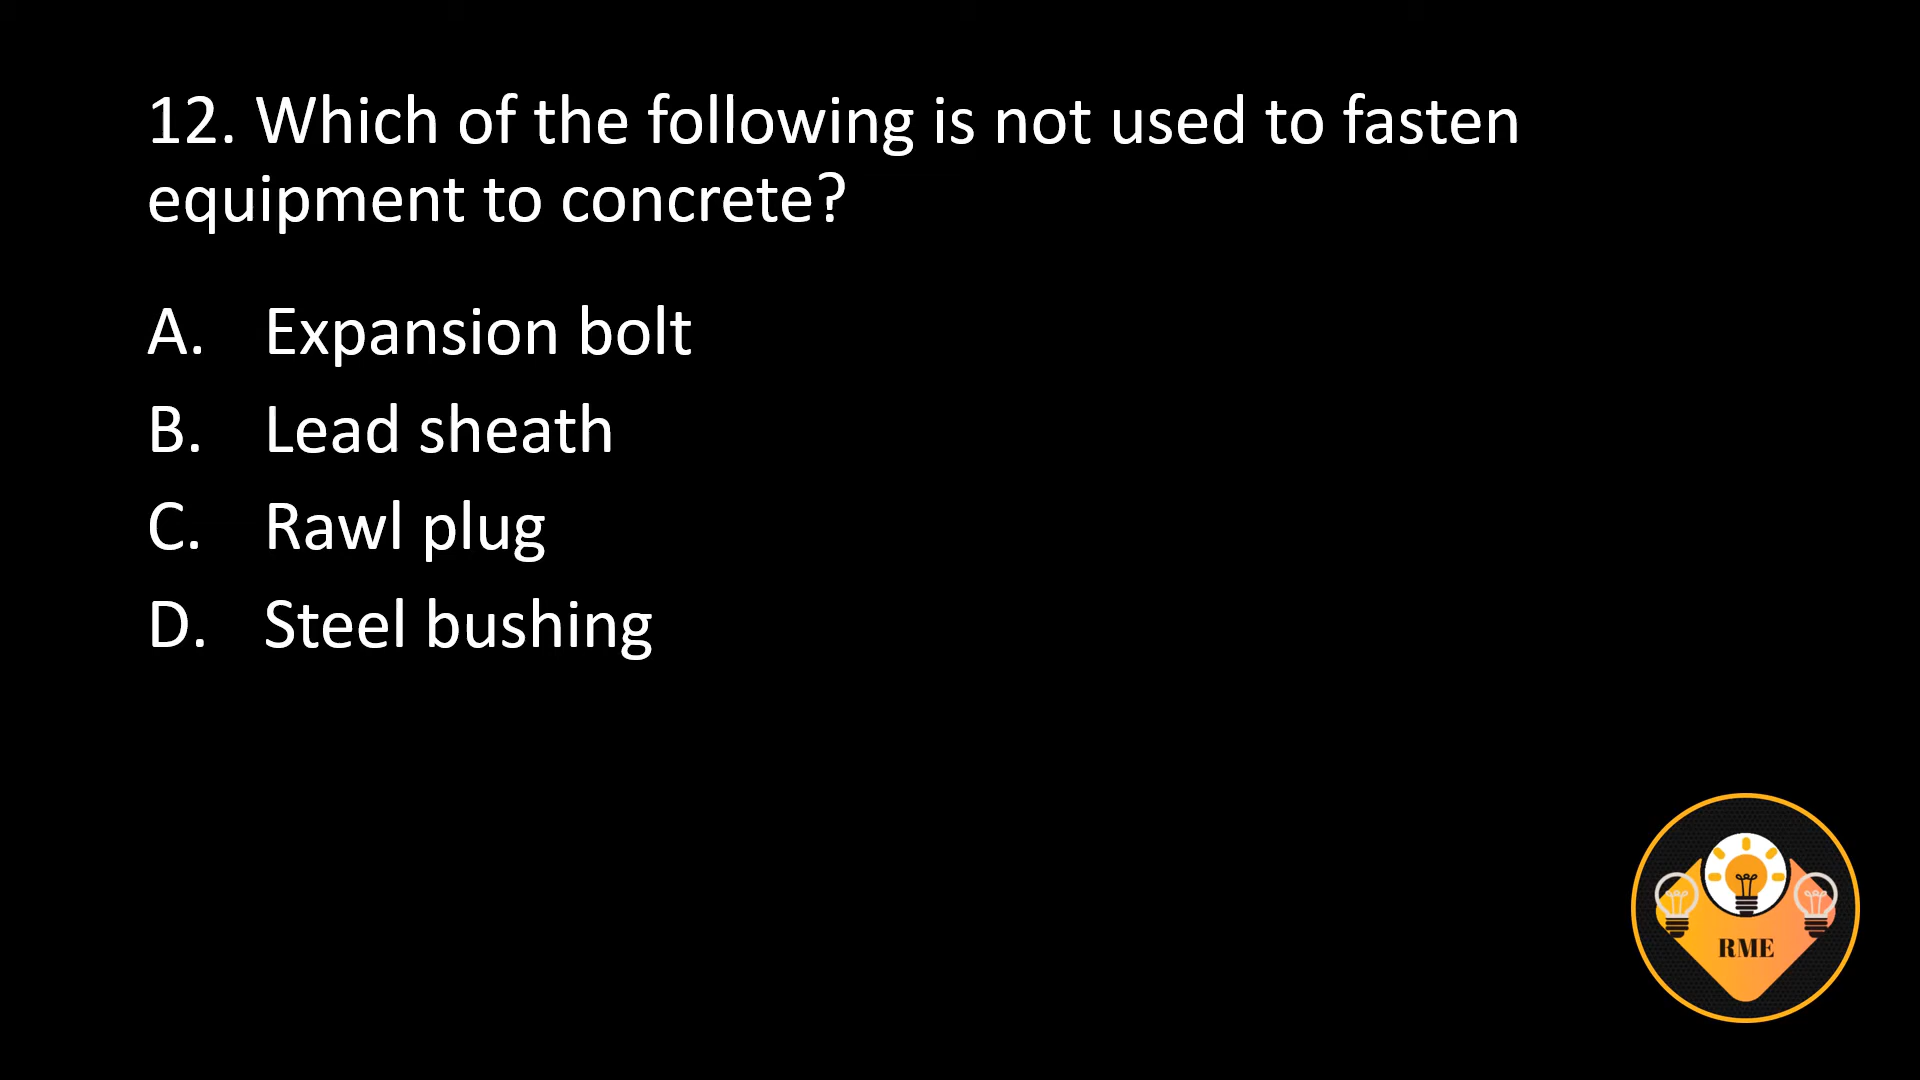 12. Which of the following is not used to fasten
equipment to concrete?
A. Expansion bolt
B. Lead sheath
C. Rawl plug
D. Steel bushing
RME